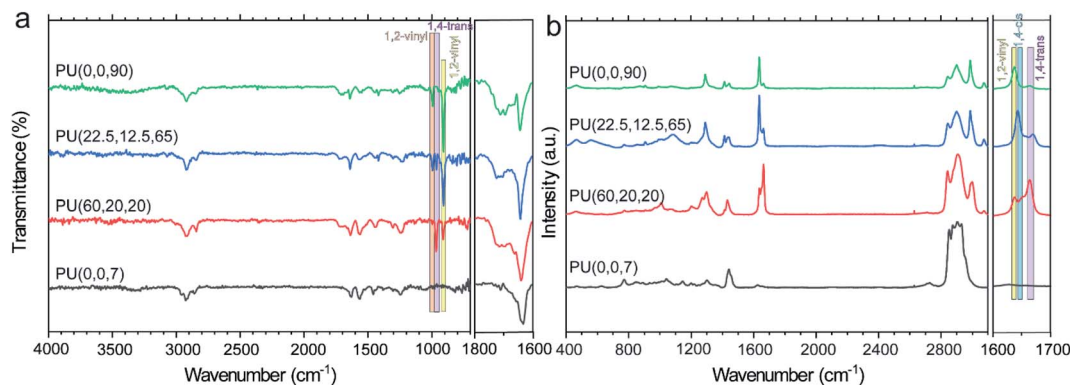 a
1,2-vinyl
1,4-trans
1,2-vinyl
PU(0,0,90)
PU(22.5,12.5,65)
PU(60,20,20)
PU(0,0,7)
Transmittance (%)
4000 3500 3000 2500 2000 1500 1000 1800 1600
Wavenumber (cm-1)
b
1,2-vinyl
1,4-cis
1,4-trans
PU(0,0,90)
PU(22.5,12.5,65)
PU(60,20,20)
PU(0,0,7)
Intensity (a.u.)
400 800 1200 1600 2000 2400 2800 1600 1700
Wavenumber (cm-1)